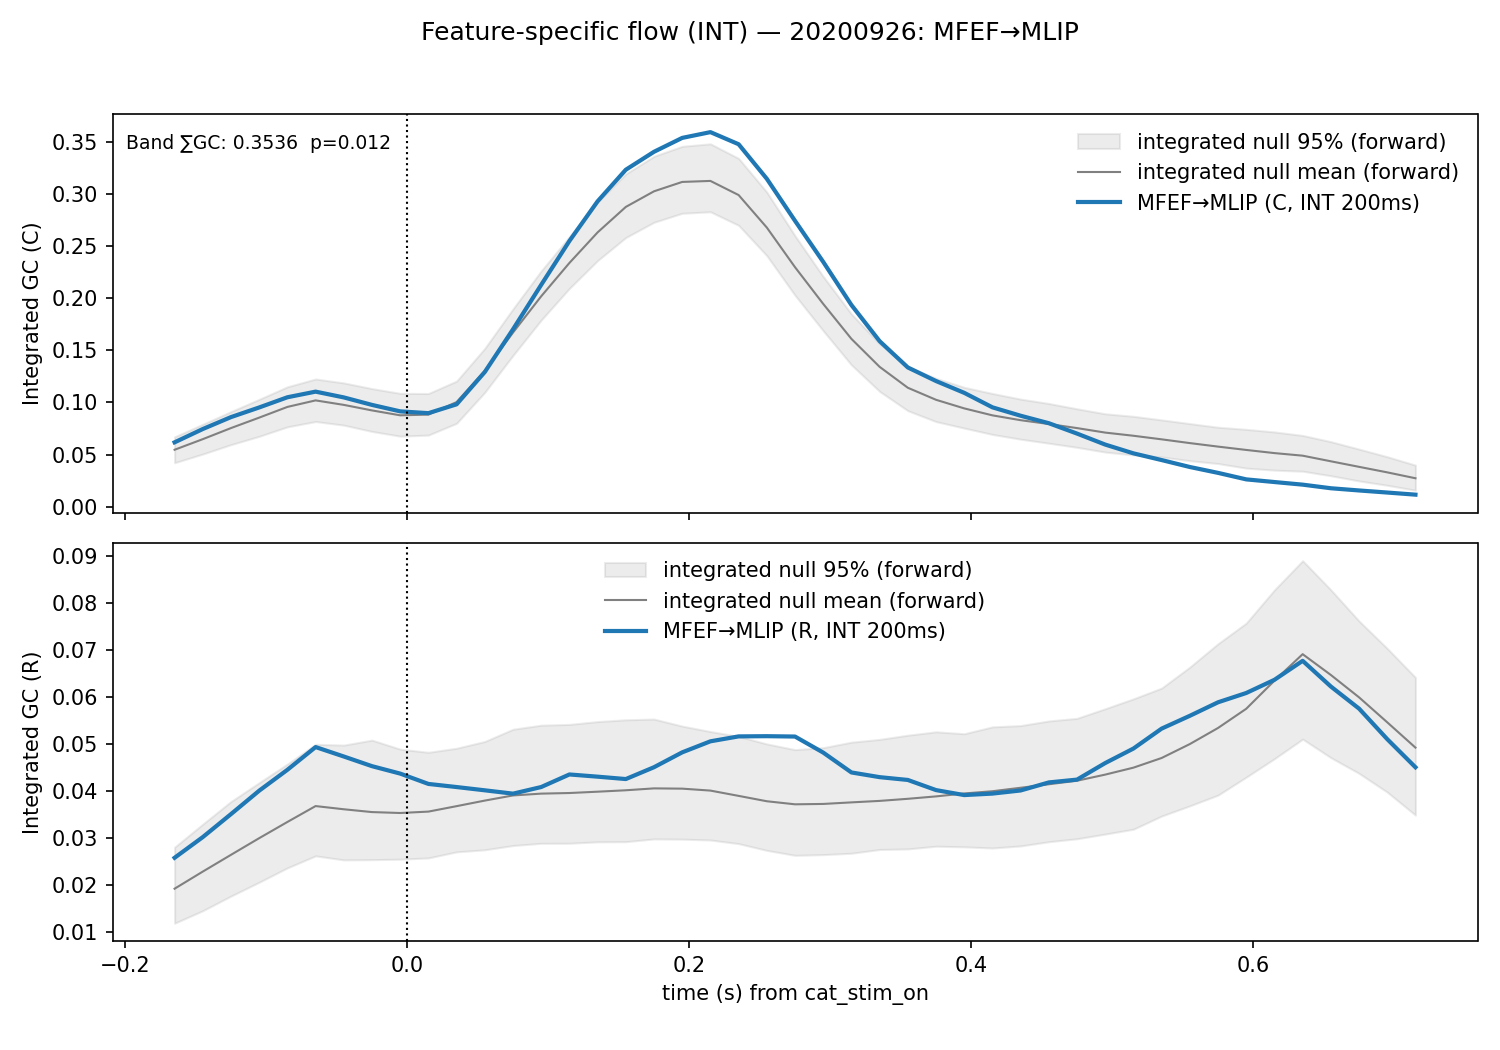 Feature-specific flow (INT) — 20200926: MFEF→MLIP
Band ∑GC: 0.3536  p=0.012
integrated null 95% (forward)
integrated null mean (forward)
MFEF→MLIP (C, INT 200ms)
Integrated GC (C)
0.35
0.30
0.25
0.20
0.15
0.10
0.05
0.00
integrated null 95% (forward)
integrated null mean (forward)
MFEF→MLIP (R, INT 200ms)
Integrated GC (R)
0.09
0.08
0.07
0.06
0.05
0.04
0.03
0.02
0.01
−0.2 0.0 0.2 0.4 0.6
time (s) from cat_stim_on